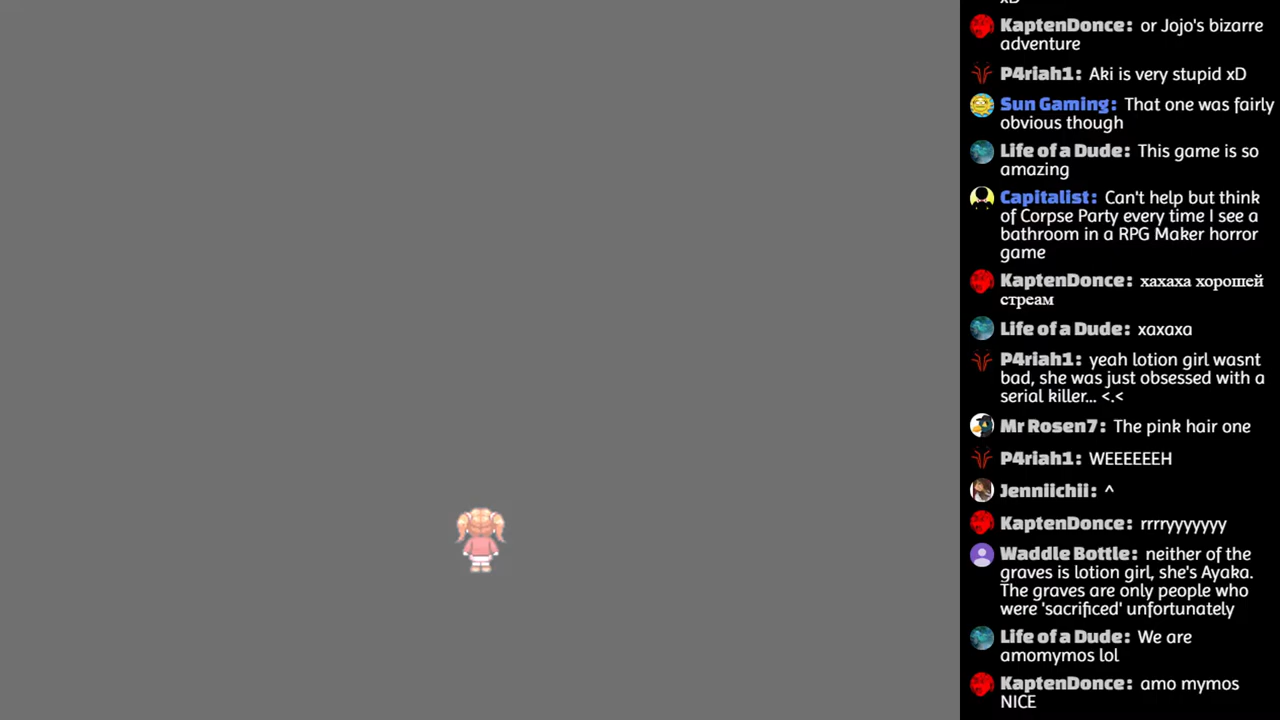 xD
KaptenDonce: or Jojo's bizarre
adventure
P4riah1: Aki is very stupid xD
Sun Gaming: That one was fairly
obvious though
Life of a Dude: This game is so
amazing
Capitalist: Can't help but think
of Corpse Party every time I see a
bathroom in a RPG Maker horror
game
KaptenDonce: хахаха хорошей
стреам
Life of a Dude: хахаха
P4riah1: yeah lotion girl wasnt
bad, she was just obsessed with a
serial killer... <.<
Mr Rosen7: The pink hair one
P4riah1: WEEEEEEH
Jenniichii: ^
KaptenDonce: rrrryyyyyyy
Waddle Bottle: neither of the
graves is lotion girl, she's Ayaka.
The graves are only people who
were 'sacrificed' unfortunately
Life of a Dude: We are
amomymos lol
KaptenDonce: amo mymos
NICE